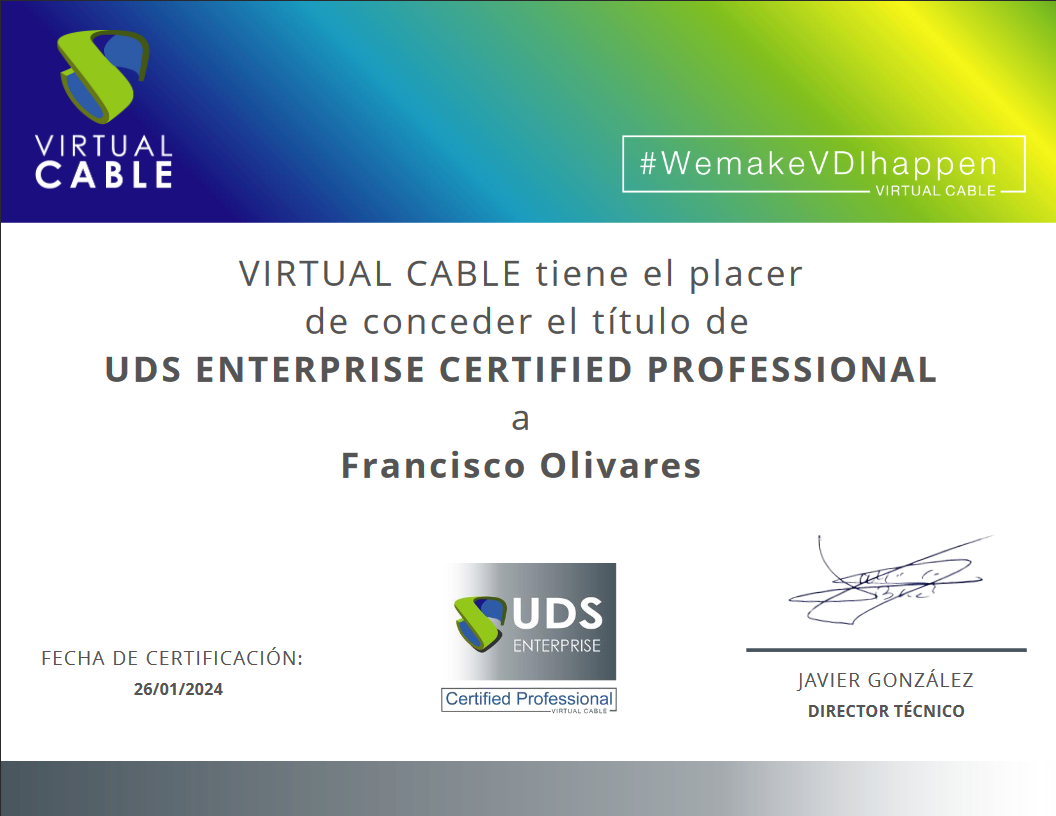 VIRTUAL
CABLE
#WemakeVDIhappen
VIRTUAL CABLE
VIRTUAL CABLE tiene el placer
de conceder el título de
UDS ENTERPRISE CERTIFIED PROFESSIONAL
a
Francisco Olivares
FECHA DE CERTIFICACIÓN:
26/01/2024
UDS
ENTERPRISE
Certified Professional
VIRTUAL CABLE
JAVIER GONZÁLEZ
DIRECTOR TÉCNICO